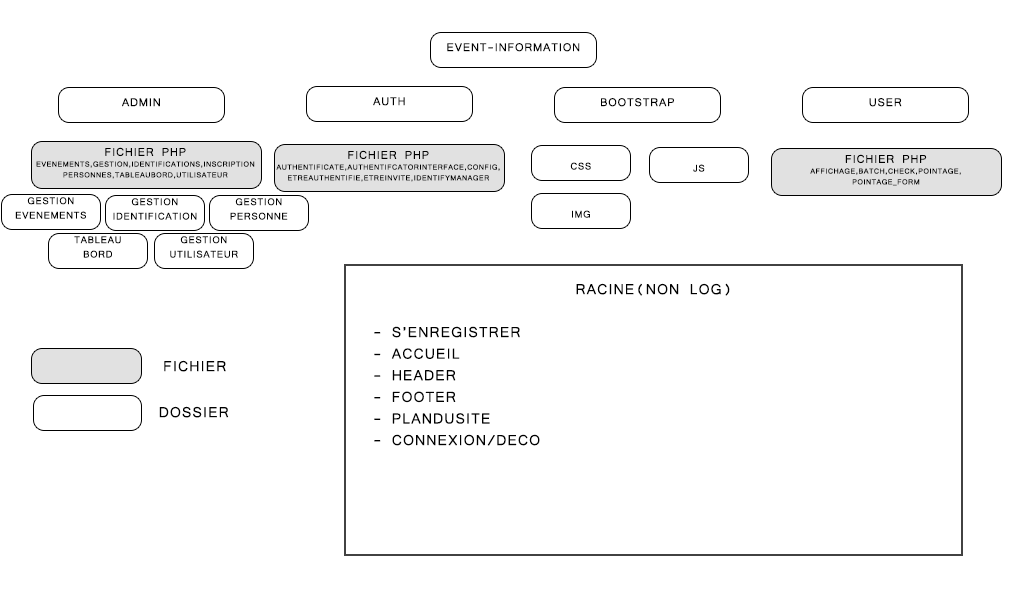 EVENT-INFORMATION
ADMIN
AUTH
BOOTSTRAP
USER
FICHIER PHP
EVENEMENTS,GESTION,IDENTIFICATIONS,INSCRIPTION
PERSONNES,TABLEAUBORD,UTILISATEUR
FICHIER PHP
AUTHENTIFICATE,AUTHENTIFCATORINTERFACE,CONFIG,
ETREAUTHENTIFIE,ETREINVITE,IDENTIFYMANAGER
CSS
JS
IMG
FICHIER PHP
AFFICHAGE,BATCH,CHECK,POINTAGE,
POINTAGE_FORM
GESTION
EVENEMENTS
GESTION
IDENTIFICATION
GESTION
PERSONNE
TABLEAU
BORD
GESTION
UTILISATEUR
RACINE(NON LOG)
- S'ENREGISTRER
- ACCUEIL
- HEADER
- FOOTER
- PLANDUSITE
- CONNEXION/DECO
FICHIER
DOSSIER